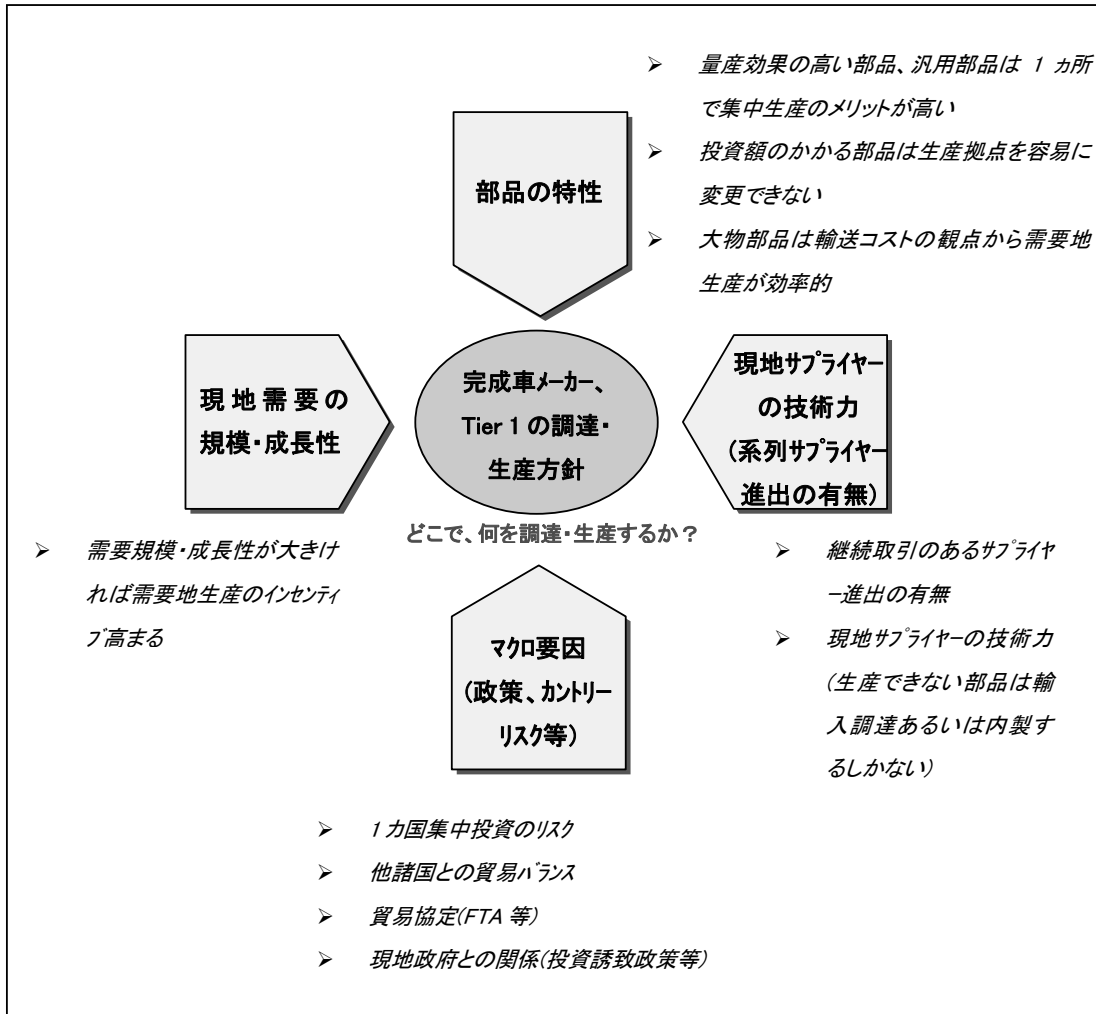 ➢ 量産効果の高い部品、汎用部品は 1 ヵ所
で集中生産のメリットが高い
➢ 投資額のかかる部品は生産拠点を容易に
変更できない
➢ 大物部品は輸送コストの観点から需要地
生産が効率的
部品の特性
現地需要の
規模・成長性
完成車ﾒｰｶｰ、
Tier 1 の調達・
生産方針
現地ｻﾌﾟﾗｲﾔｰ
の技術力
(系列ｻﾌﾟﾗｲﾔｰ
進出の有無)
どこで、何を調達・生産するか？
➢ 需要規模・成長性が大きけ
れば需要地生産のｲﾝｾﾝﾃｨ
ﾌﾞ高まる
➢ 継続取引のあるｻﾌﾟﾗｲﾔ
ｰ進出の有無
➢ 現地ｻﾌﾟﾗｲﾔｰの技術力
(生産できない部品は輸
入調達あるいは内製す
るしかない)
ﾏｸﾛ要因
(政策、ｶﾝﾄﾘｰ
ﾘｽｸ等)
➢ 1 カ国集中投資のﾘｽｸ
➢ 他諸国との貿易ﾊﾞﾗﾝｽ
➢ 貿易協定(FTA 等)
➢ 現地政府との関係(投資誘致政策等)